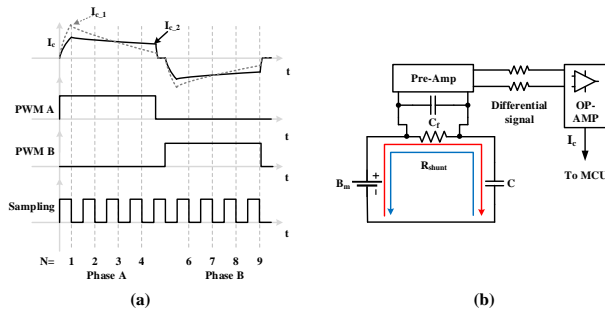 I_c_1
I_c_2
I_c
t
PWM A
t
PWM B
t
Sampling
t
N= 1 2 3 4 6 7 8 9
Phase A Phase B
(a)
Pre-Amp
C_f
Differential
signal
OP-
AMP
I_c
To MCU
R_shunt
B_m
+
-
C
(b)